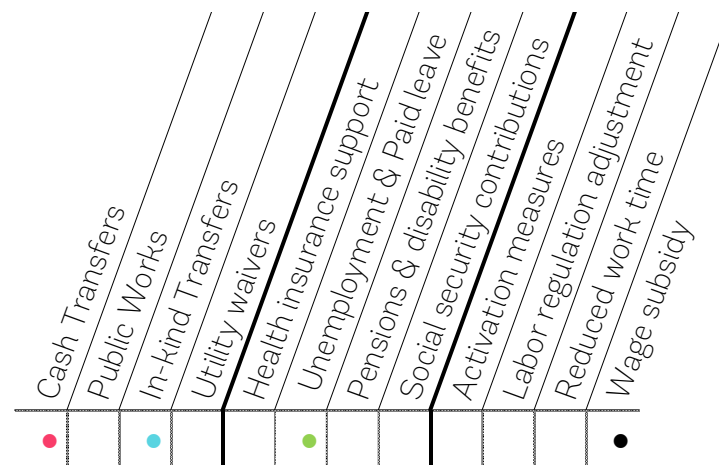 Cash Transfers
Public Works
In-kind Transfers
Utility waivers
Health insurance support
Unemployment & Paid leave
Pensions & disability benefits
Social security contributions
Activation measures
Labor regulation adjustment
Reduced work time
Wage subsidy